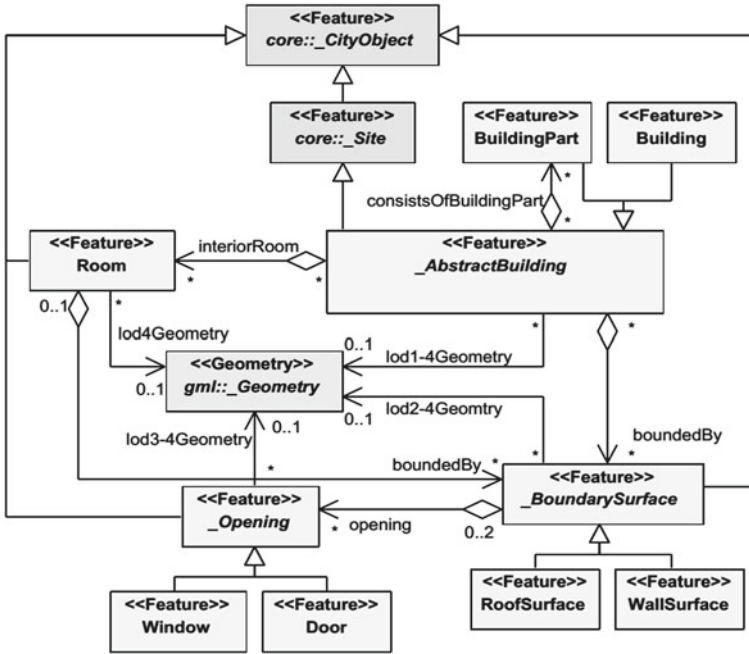 <<Feature>>
core::_CityObject
<<Feature>>
core::_Site
<<Feature>>
BuildingPart
<<Feature>>
Building
consistsOfBuildingPart
*
*
<<Feature>>
Room
interiorRoom
*
*
<<Feature>>
_AbstractBuilding
0..1
*
*
*
lod4Geometry
0..1
lod1-4Geometry
<<Geometry>>
gml::_Geometry
0..1
0..1
lod2-4Geomtry
0..1
lod3-4Geometry
boundedBy
*
boundedBy
*
*
*
<<Feature>>
_Opening
*
opening
0..2
<<Feature>>
_BoundarySurface
<<Feature>>
Window
<<Feature>>
Door
<<Feature>>
RoofSurface
<<Feature>>
WallSurface